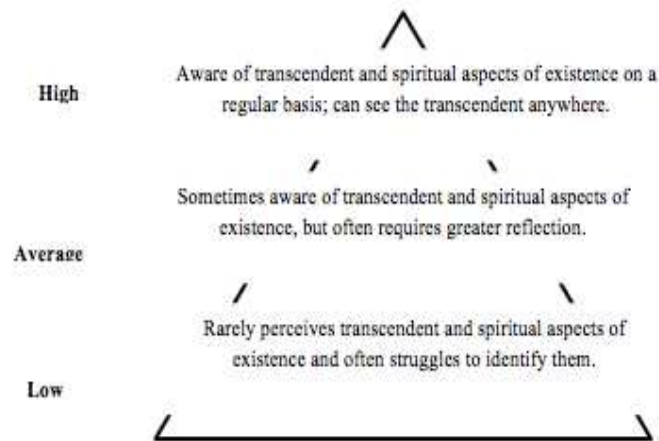 High
Aware of transcendent and spiritual aspects of existence on a
regular basis; can see the transcendent anywhere.
Sometimes aware of transcendent and spiritual aspects of
existence, but often requires greater reflection.
Average
Rarely perceives transcendent and spiritual aspects of
existence and often struggles to identify them.
Low